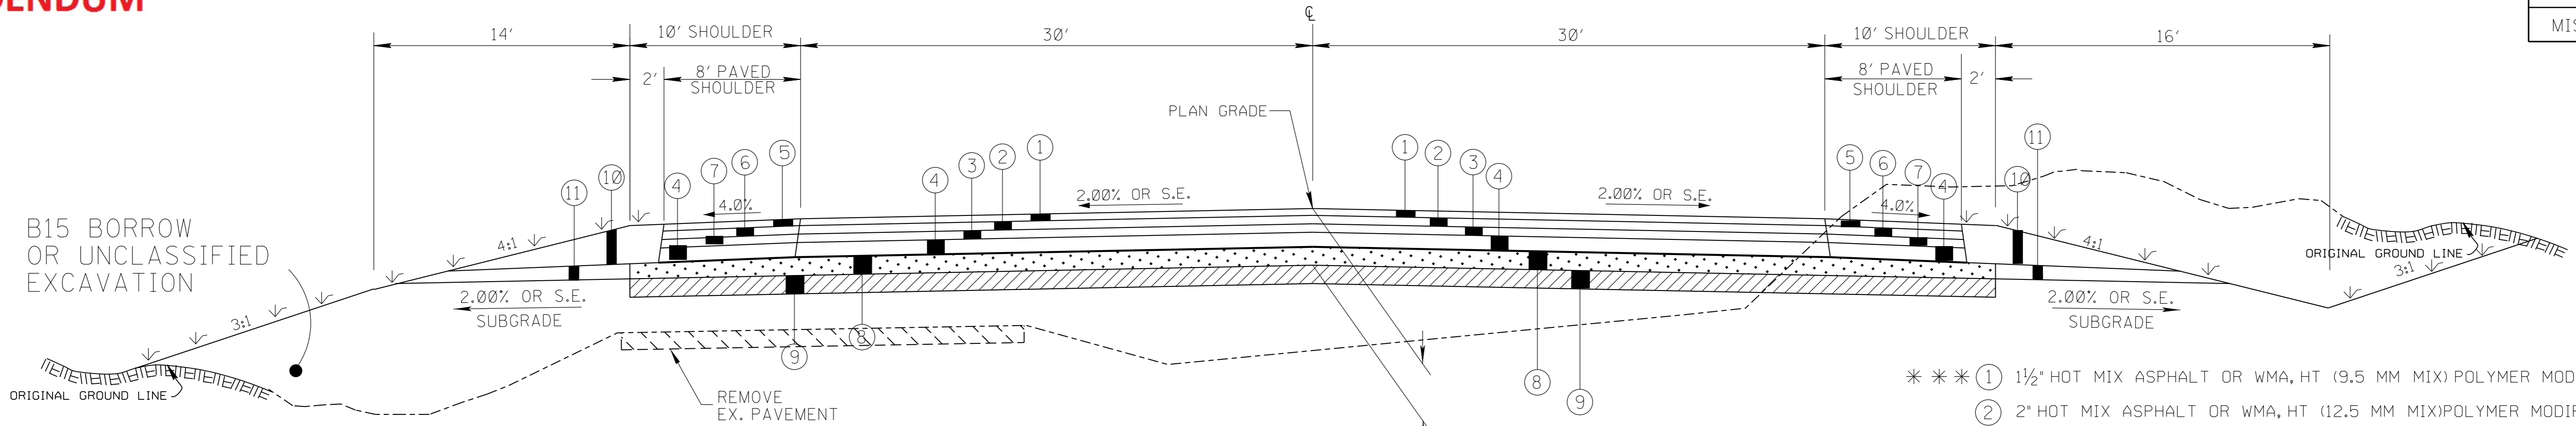 DENDUM
MIS
℄
14'
10' SHOULDER
30'
30'
10' SHOULDER
16'
2'
8' PAVED
SHOULDER
8' PAVED
SHOULDER
2'
PLAN GRADE
11
10
4
7
6
5
4
3
2
1
1
2
3
4
5
6
7
4
10
11
B15 BORROW
OR UNCLASSIFIED
EXCAVATION
4:1
4.0%
2.00% OR S.E.
2.00% OR S.E.
4.0%
4:1
ORIGINAL GROUND LINE
3:1
3:1
2.00% OR S.E.
SUBGRADE
2.00% OR S.E.
SUBGRADE
9
8
8
9
ORIGINAL GROUND LINE
REMOVE
EX. PAVEMENT
* * * 1 1½" HOT MIX ASPHALT OR WMA, HT (9.5 MM MIX) POLYMER MOD
2 2" HOT MIX ASPHALT OR WMA, HT (12.5 MM MIX)POLYMER MODIF